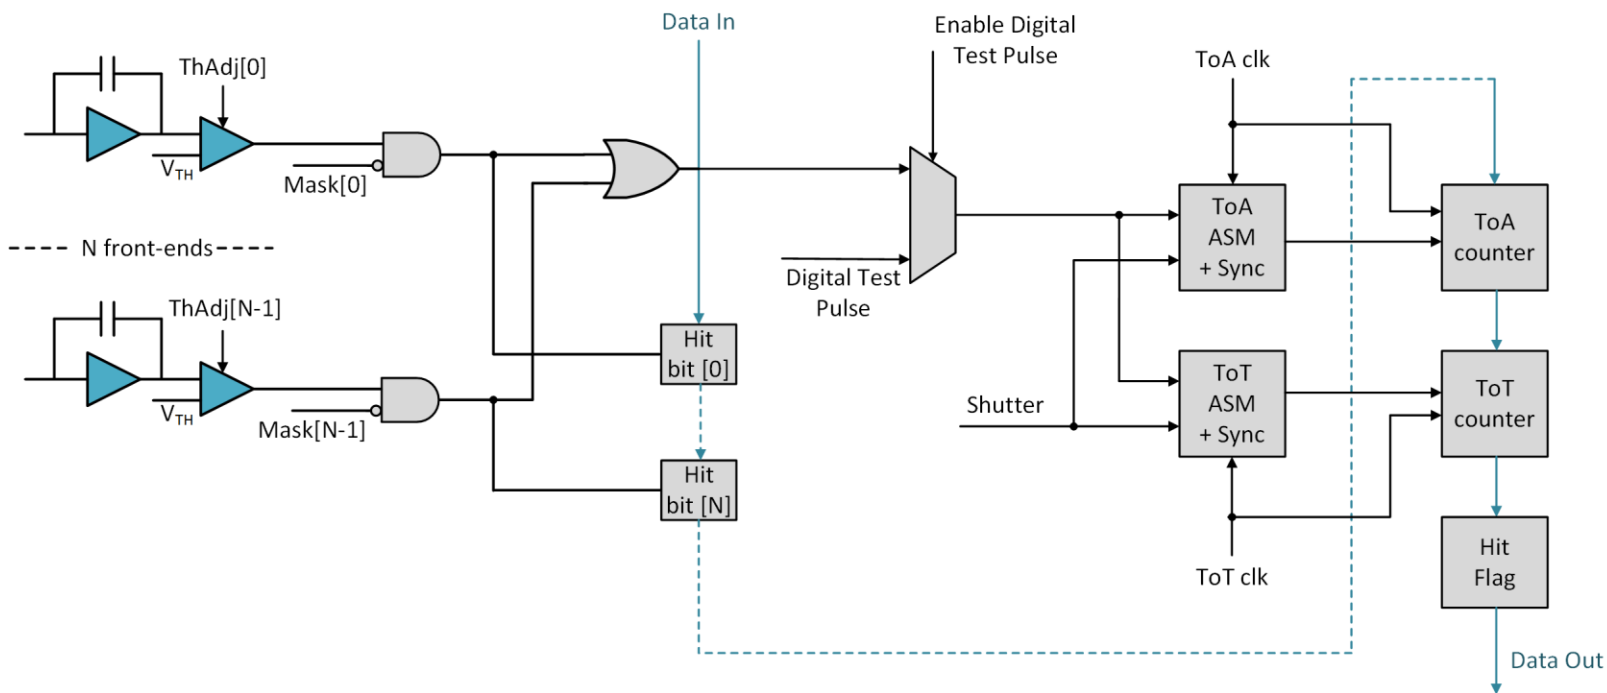 Data In
Enable Digital
Test Pulse
ToA clk
ThAdj[0]
V_TH
Mask[0]
N front-ends
ThAdj[N-1]
V_TH
Mask[N-1]
Hit
bit [0]
Hit
bit [N]
Digital Test
Pulse
Shutter
ToA
ASM
+ Sync
ToA
counter
ToT
ASM
+ Sync
ToT
counter
ToT clk
Hit
Flag
Data Out